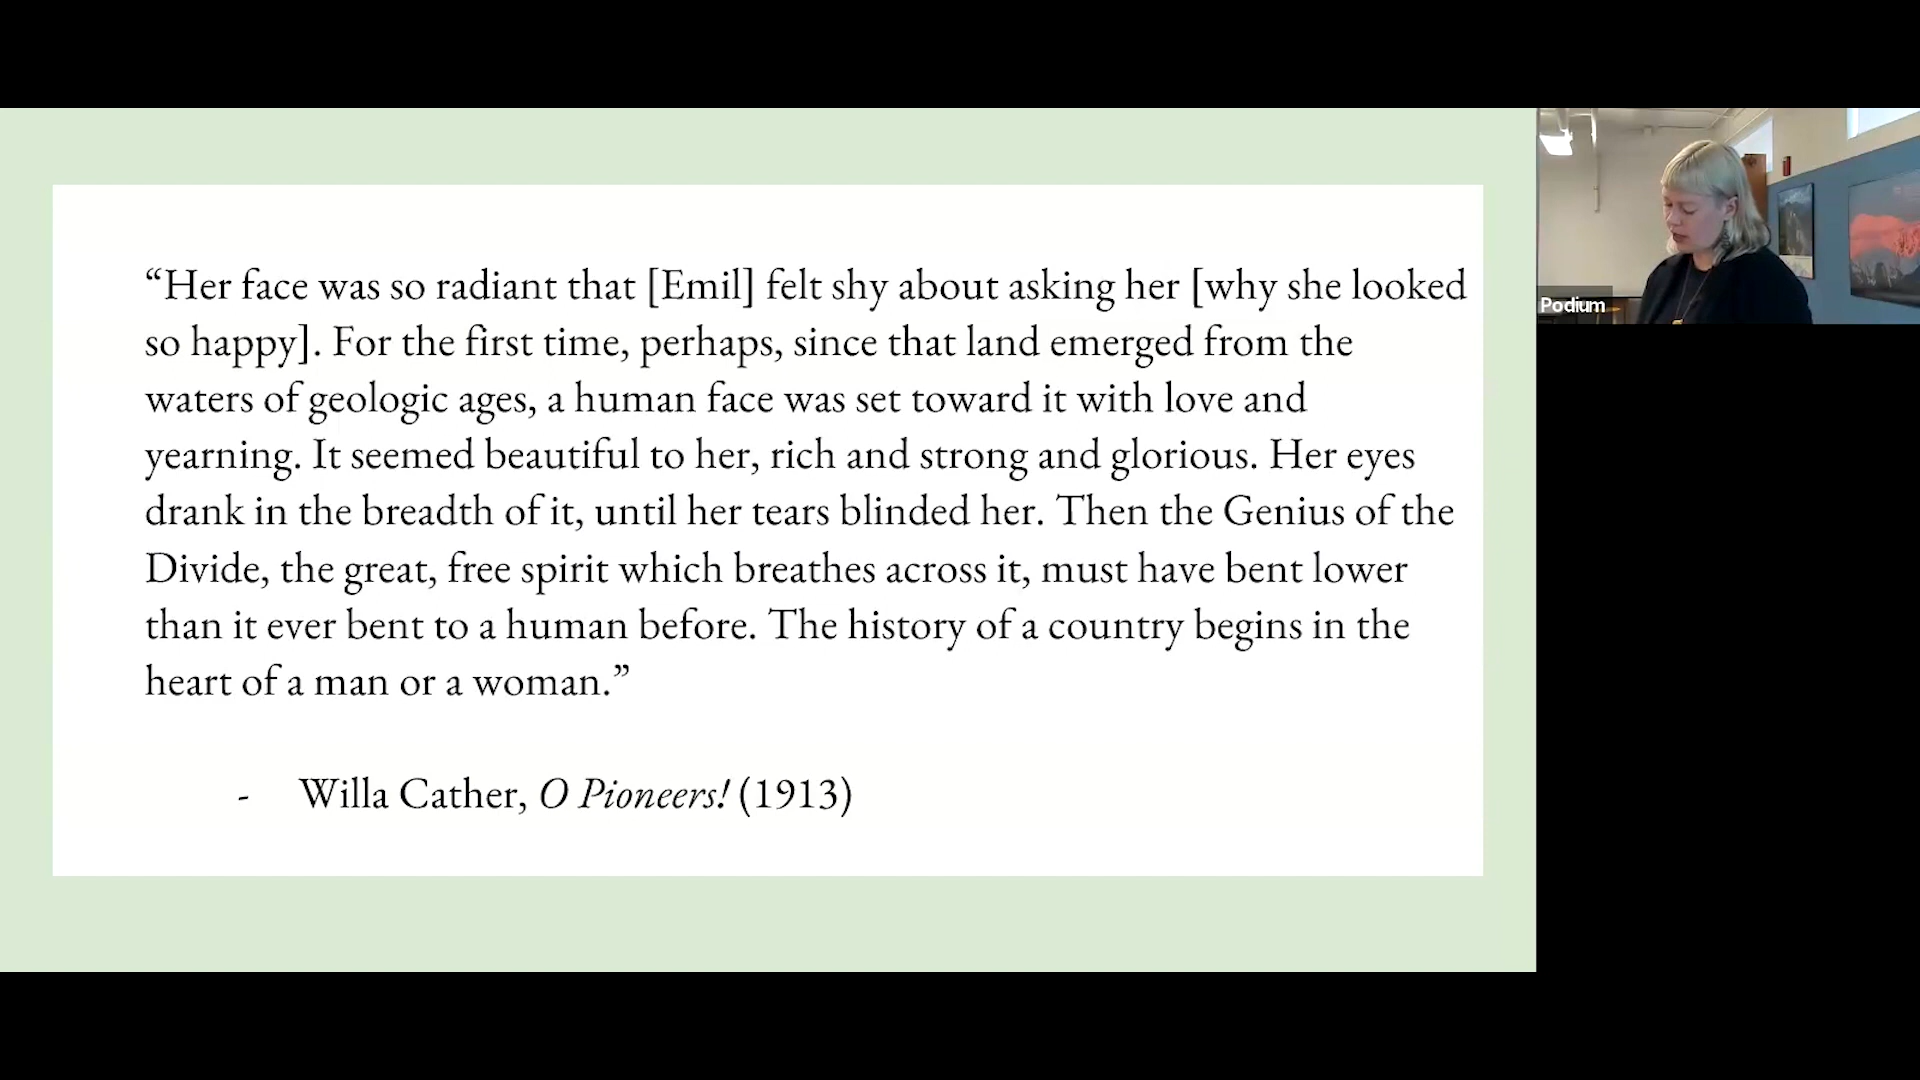 “Her face was so radiant that [Emil] felt shy about asking her [why she looked
so happy]. For the first time, perhaps, since that land emerged from the
waters of geologic ages, a human face was set toward it with love and
yearning. It seemed beautiful to her, rich and strong and glorious. Her eyes
drank in the breadth of it, until her tears blinded her. Then the Genius of the
Divide, the great, free spirit which breathes across it, must have bent lower
than it ever bent to a human before. The history of a country begins in the
heart of a man or a woman.”
- Willa Cather, O Pioneers! (1913)
Podium